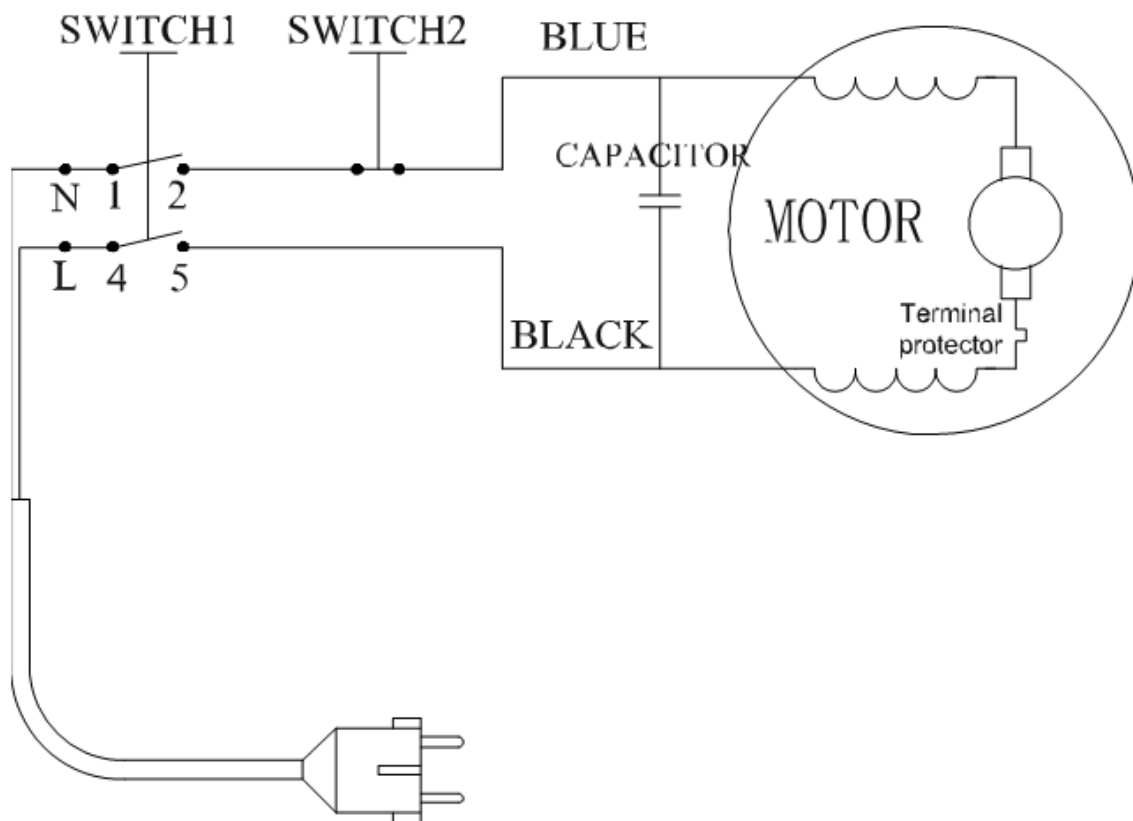 SWITCH1
SWITCH2
BLUE
CAPACITOR
N 1 2
MOTOR
L 4 5
Terminal
protector
BLACK